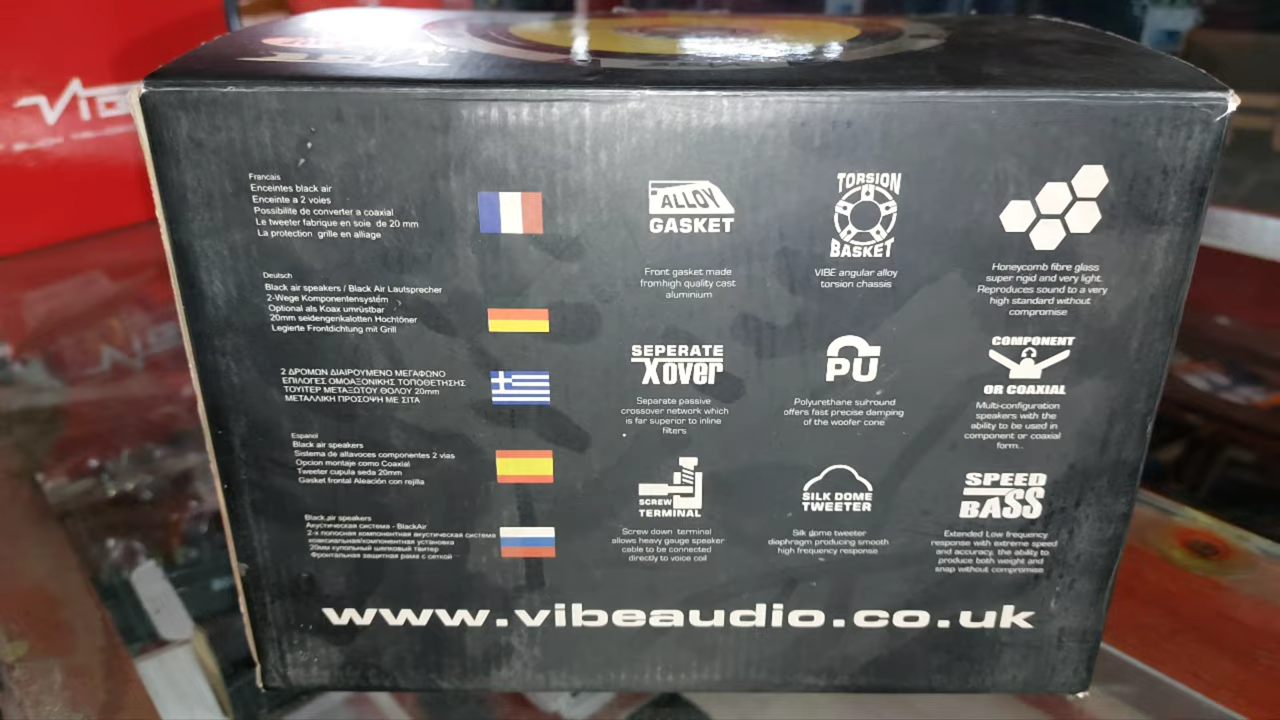 VIBE
Francais
Enceintes black air
Enceinte a 2 voies
Possibilite de converter a coaxial
Le tweeter fabrique en soie de 20 mm
La protection grille en alliage
Deutsch
Black air speakers / Black Air Lautsprecher
2-Wege Komponentensystem
Optional als Koax umrüstbar
20mm seidengenkalotten Hochtöner
Legierte Frontdichtung mit Grill
2 ΔΡΟΜΩΝ ΔΙΑΙΡΟΥΜΕΝΟ ΜΕΓΑΦΩΝΟ
ΕΠΙΛΟΓΕΣ ΟΜΟΑΞΟΝΙΚΗΣ ΤΟΠΟΘΕΤΗΣΗΣ
ΤΟΥΙΤΕΡ ΜΕΤΑΞΩΤΟΥ ΘΟΛΟΥ 20mm
ΜΕΤΑΛΛΙΚΗ ΠΡΟΣΟΨΗ ΜΕ ΣΙΤΑ
Espanol
Black air speakers
Sistema de altavoces componentes 2 vias
Opcion montaje como Coaxial
Tweeter cupula seda 20mm
Gasket frontal Aleación con rejilla
Black air speakers
Акустическая система - BlackAir
2-х полосная компонентная акустическая система
коаксиальная/компонентная установка
20мм купольный шелковый твитер
Фронтальная защитная рама с сеткой
ALLOY
GASKET
Front gasket made
fromhigh quality cast
aluminium
TORSION
BASKET
VIBE angular alloy
torsion chassis
Honeycomb fibre glass
super rigid and very light.
Reproduces sound to a very
high standard without
compromise
SEPERATE
Xover
Separate passive
crossover network which
is far superior to inline
filters
PU
Polyurethane surround
offers fast precise damping
of the woofer cone
COMPONENT
OR COAXIAL
Multi-configuration
speakers with the
ability to be used in
component or coaxial
form..
SCREW
TERMINAL
Screw down terminal
allows heavy gauge speaker
cable to be connected
directly to voice coil
SILK DOME
TWEETER
Silk dome tweeter
diaphragm producing smooth
high frequency response
SPEED
BASS
Extended Low frequency
response with extreme speed
and accuracy, the ability to
produce both weight and
snap without compromise
www.vibeaudio.co.uk